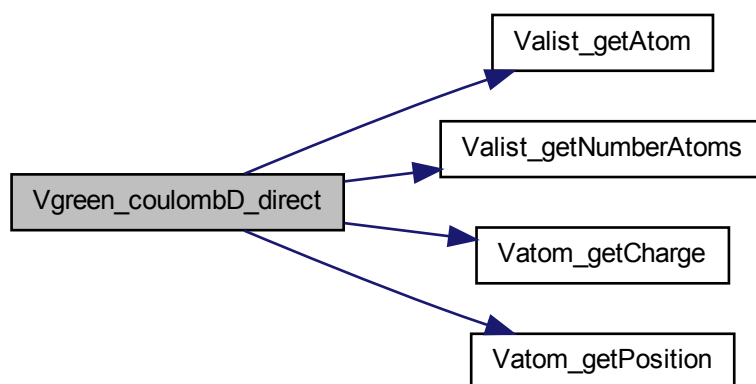 Valist_getAtom
Valist_getNumberAtoms
Vgreen_coulombD_direct
Vatom_getCharge
Vatom_getPosition